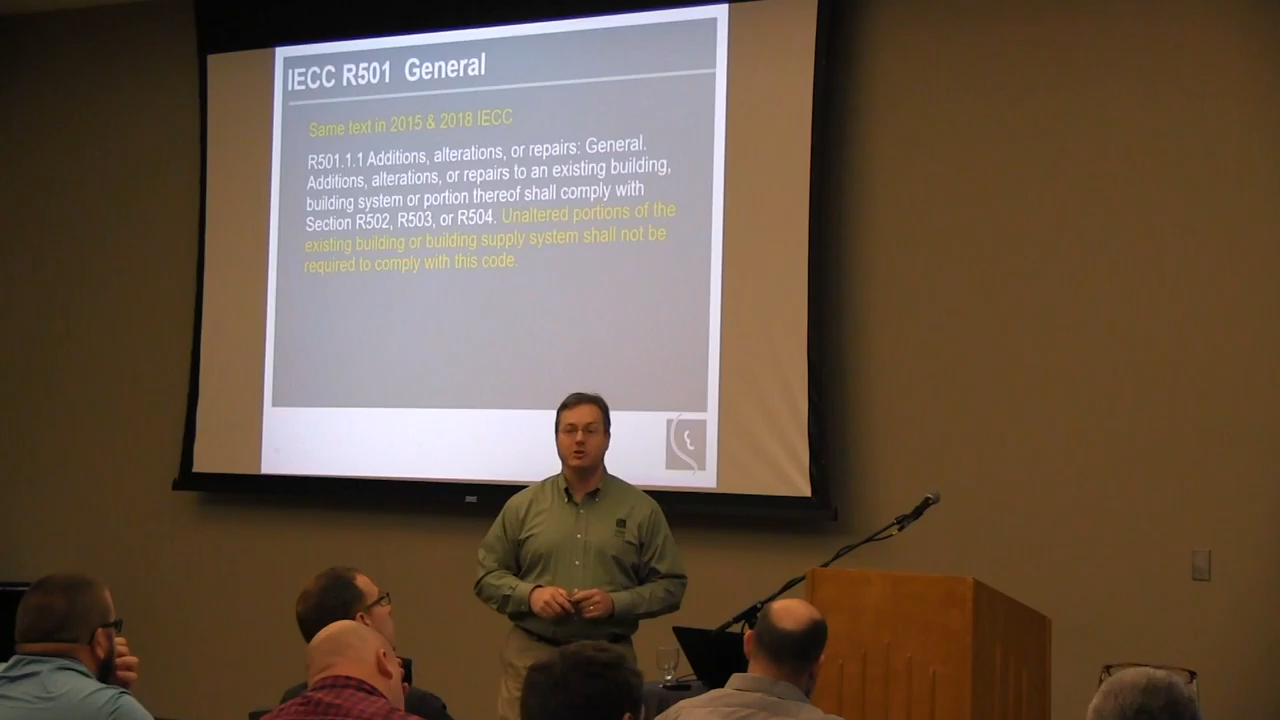 IECC R501 General
Same text in 2015 & 2018 IECC
R501.1.1 Additions, alterations, or repairs: General.
Additions, alterations, or repairs to an existing building,
building system or portion thereof shall comply with
Section R502, R503, or R504. Unaltered portions of the
existing building or building supply system shall not be
required to comply with this code.